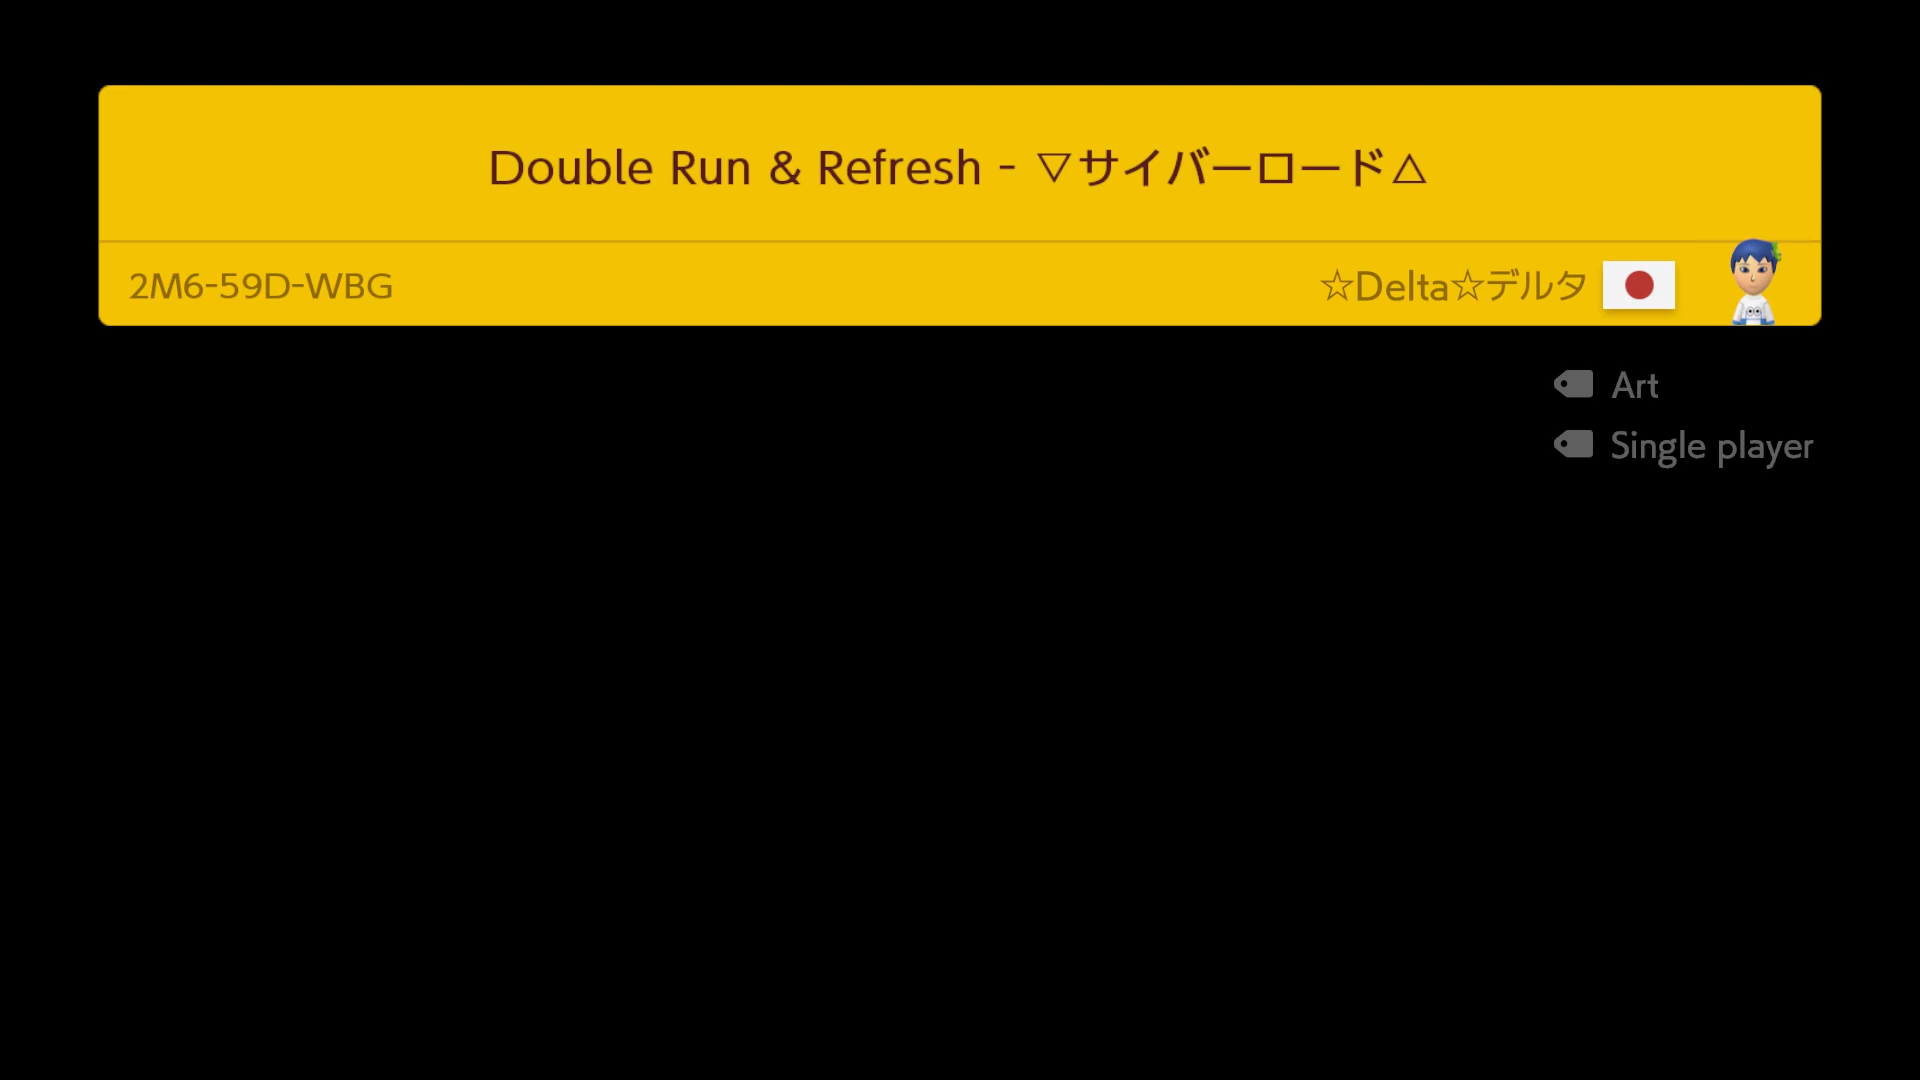 Double Run & Refresh - ▽サイバーロード△
2M6-59D-WBG
☆Delta☆デルタ
Art
Single player